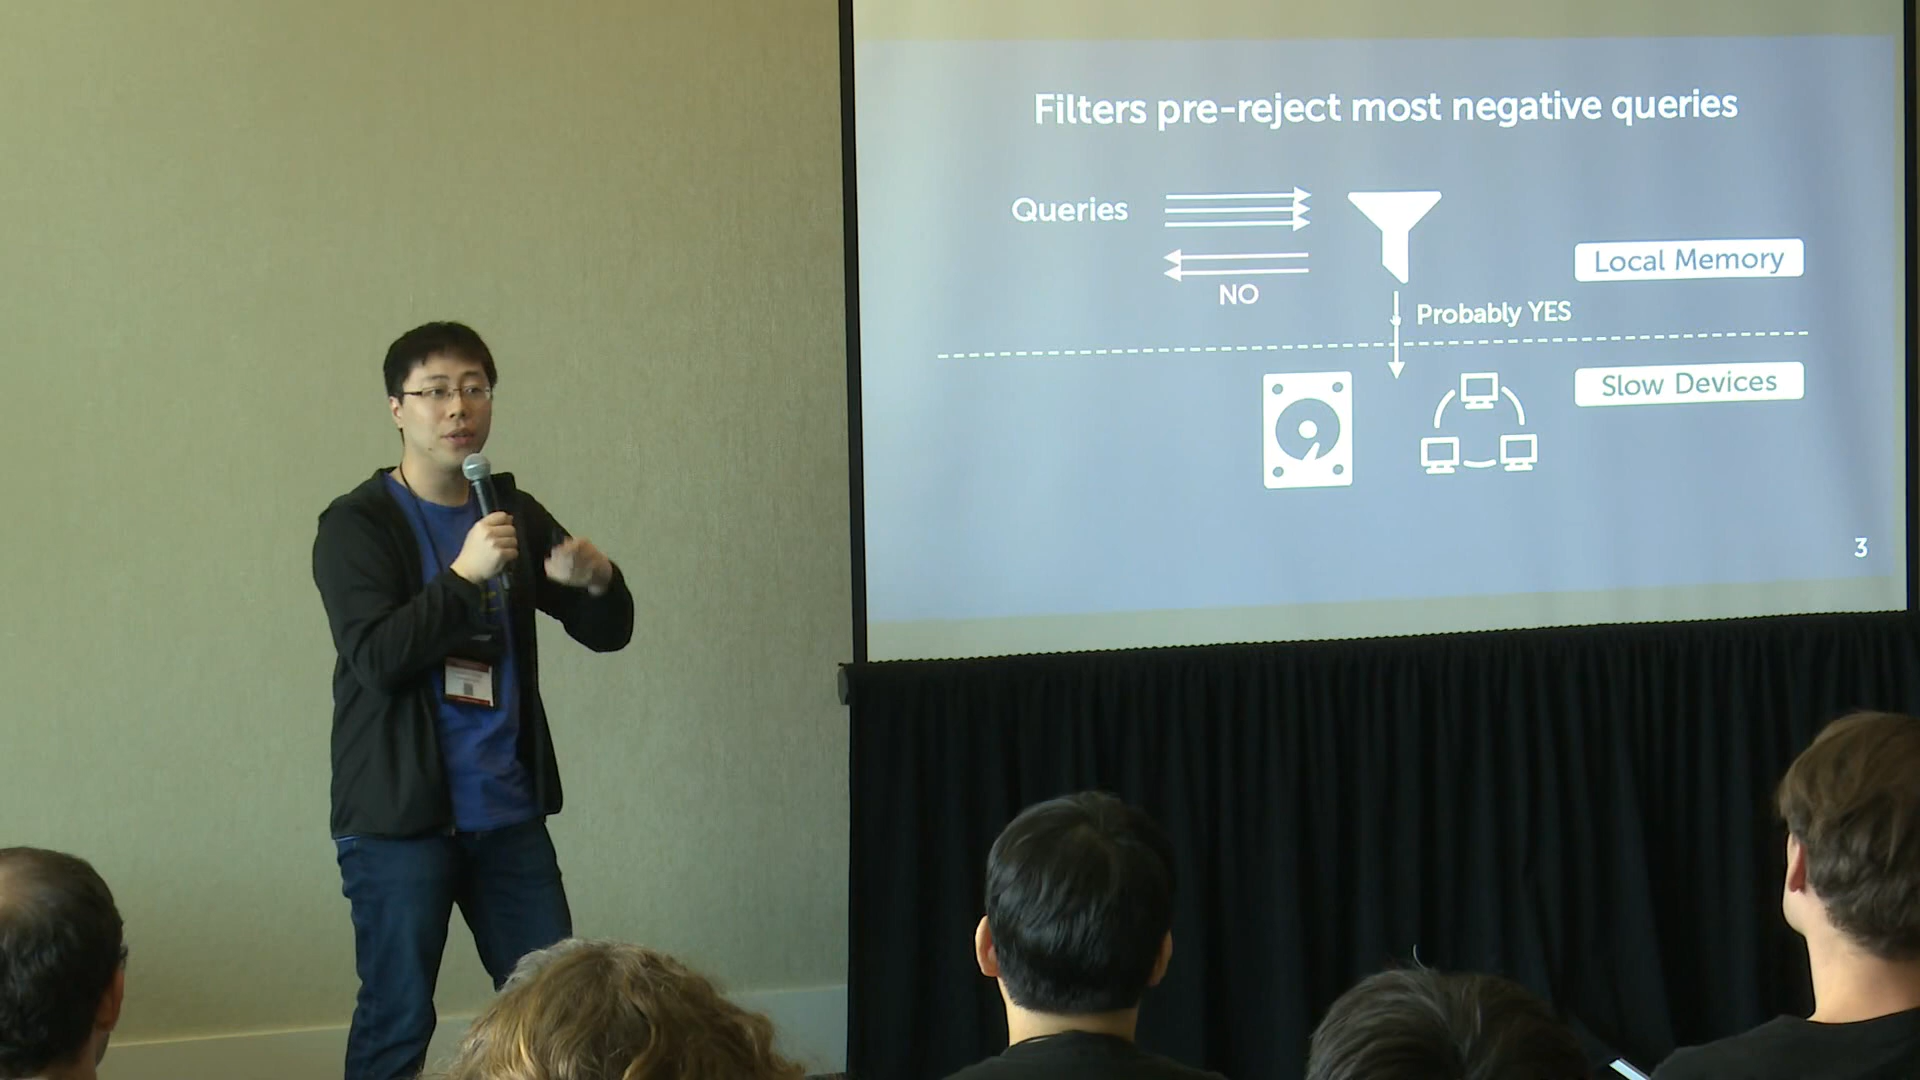 Filters pre-reject most negative queries
Queries
NO
Local Memory
Probably YES
Slow Devices
3